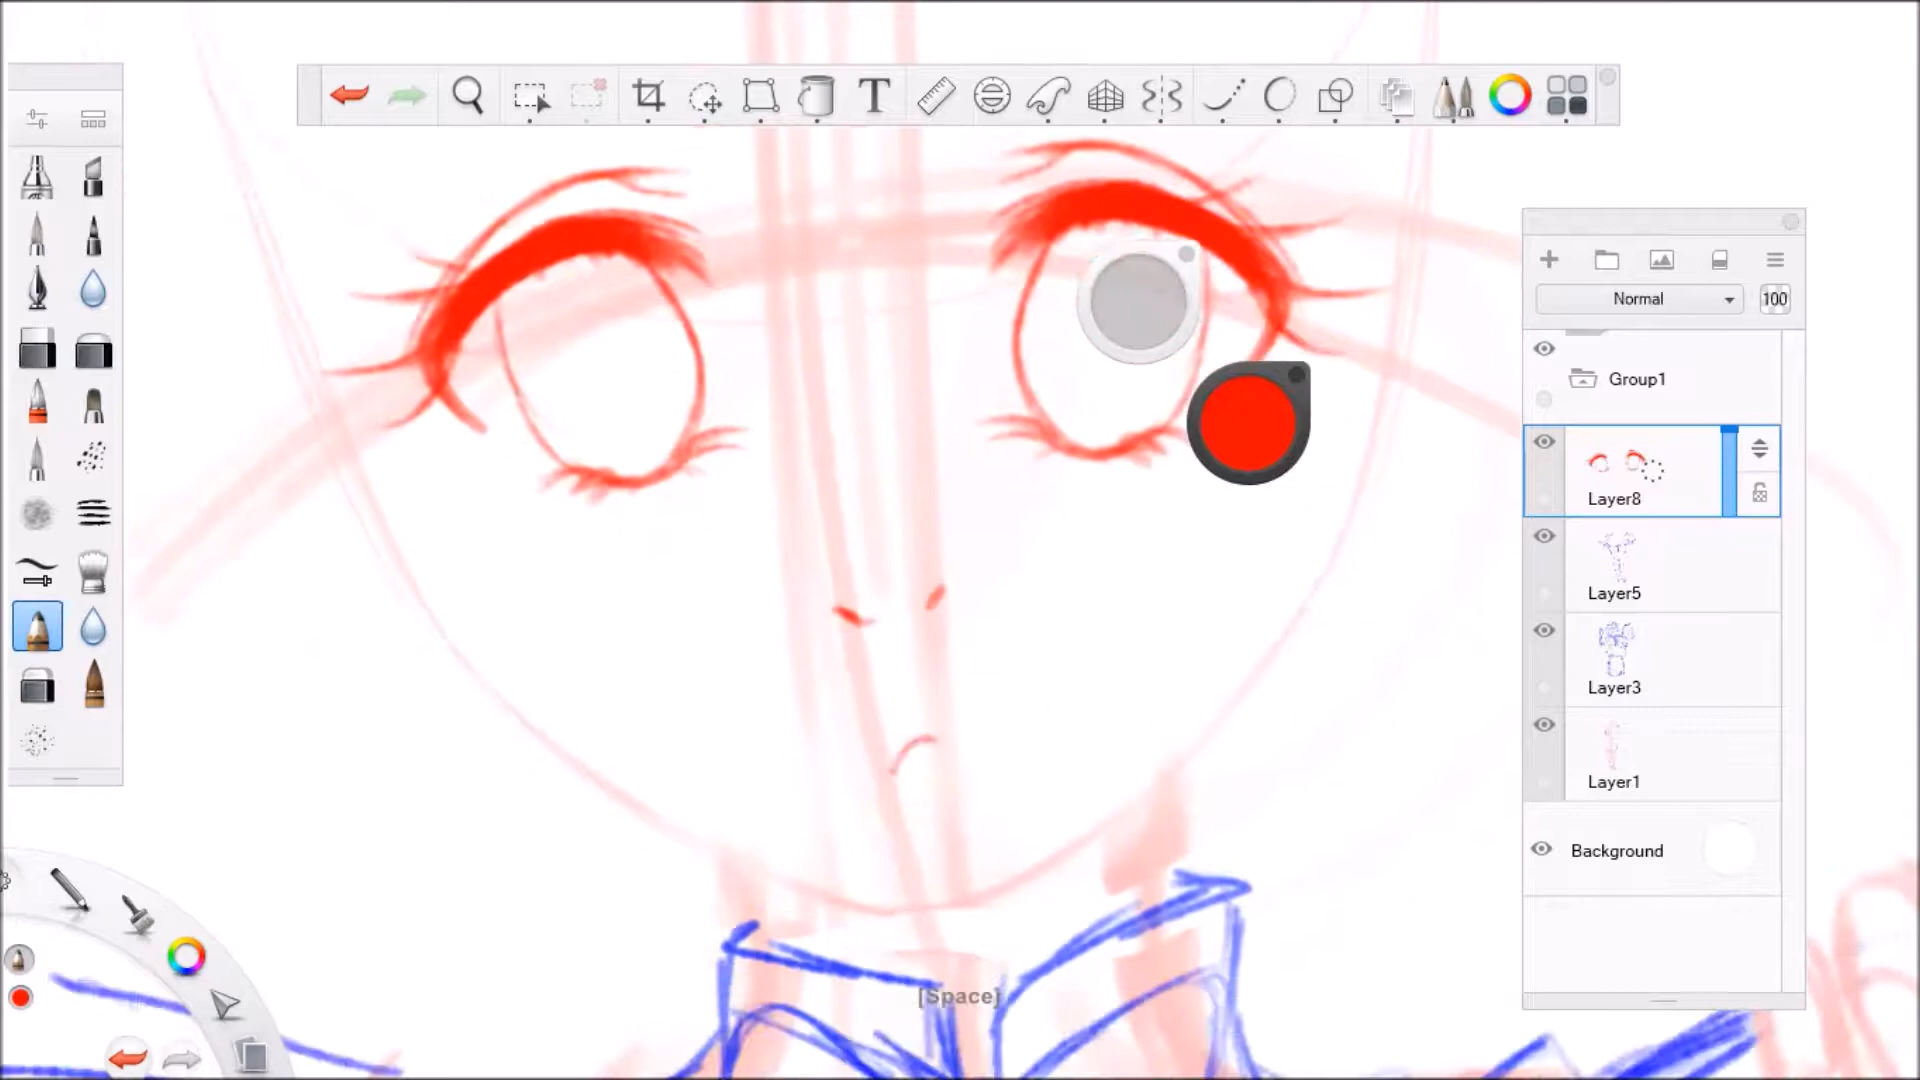 T
Normal
100
Group1
Layer8
Layer5
Layer3
Layer1
Background
[Space]